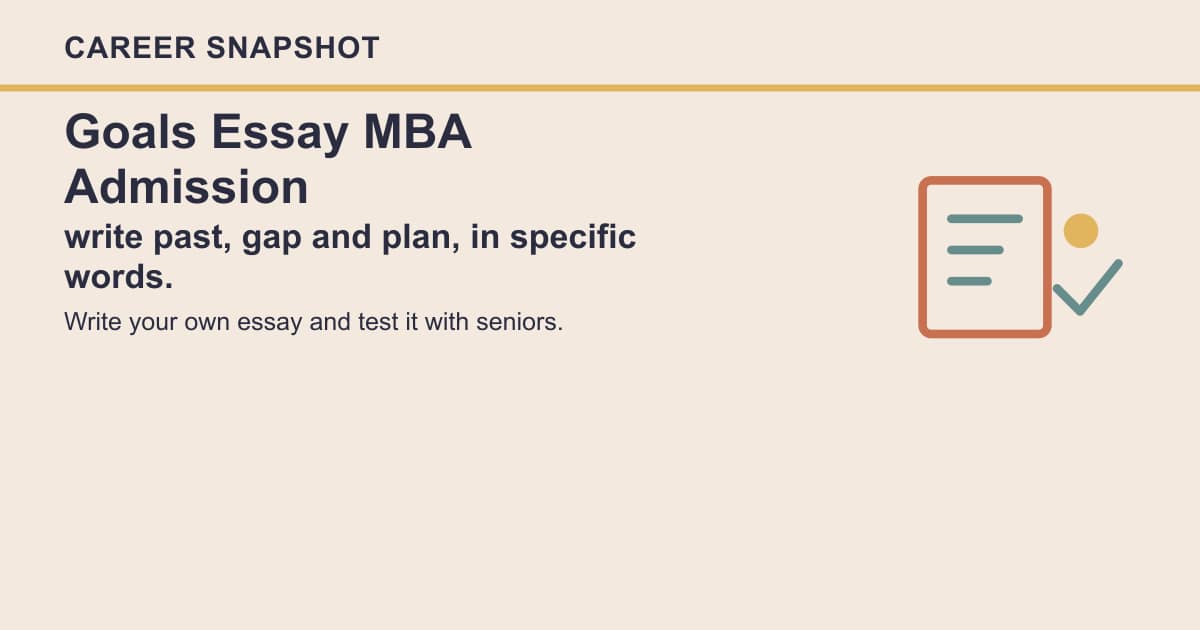 CAREER SNAPSHOT
Goals Essay MBA
Admission
write past, gap and plan, in specific
words.
Write your own essay and test it with seniors.